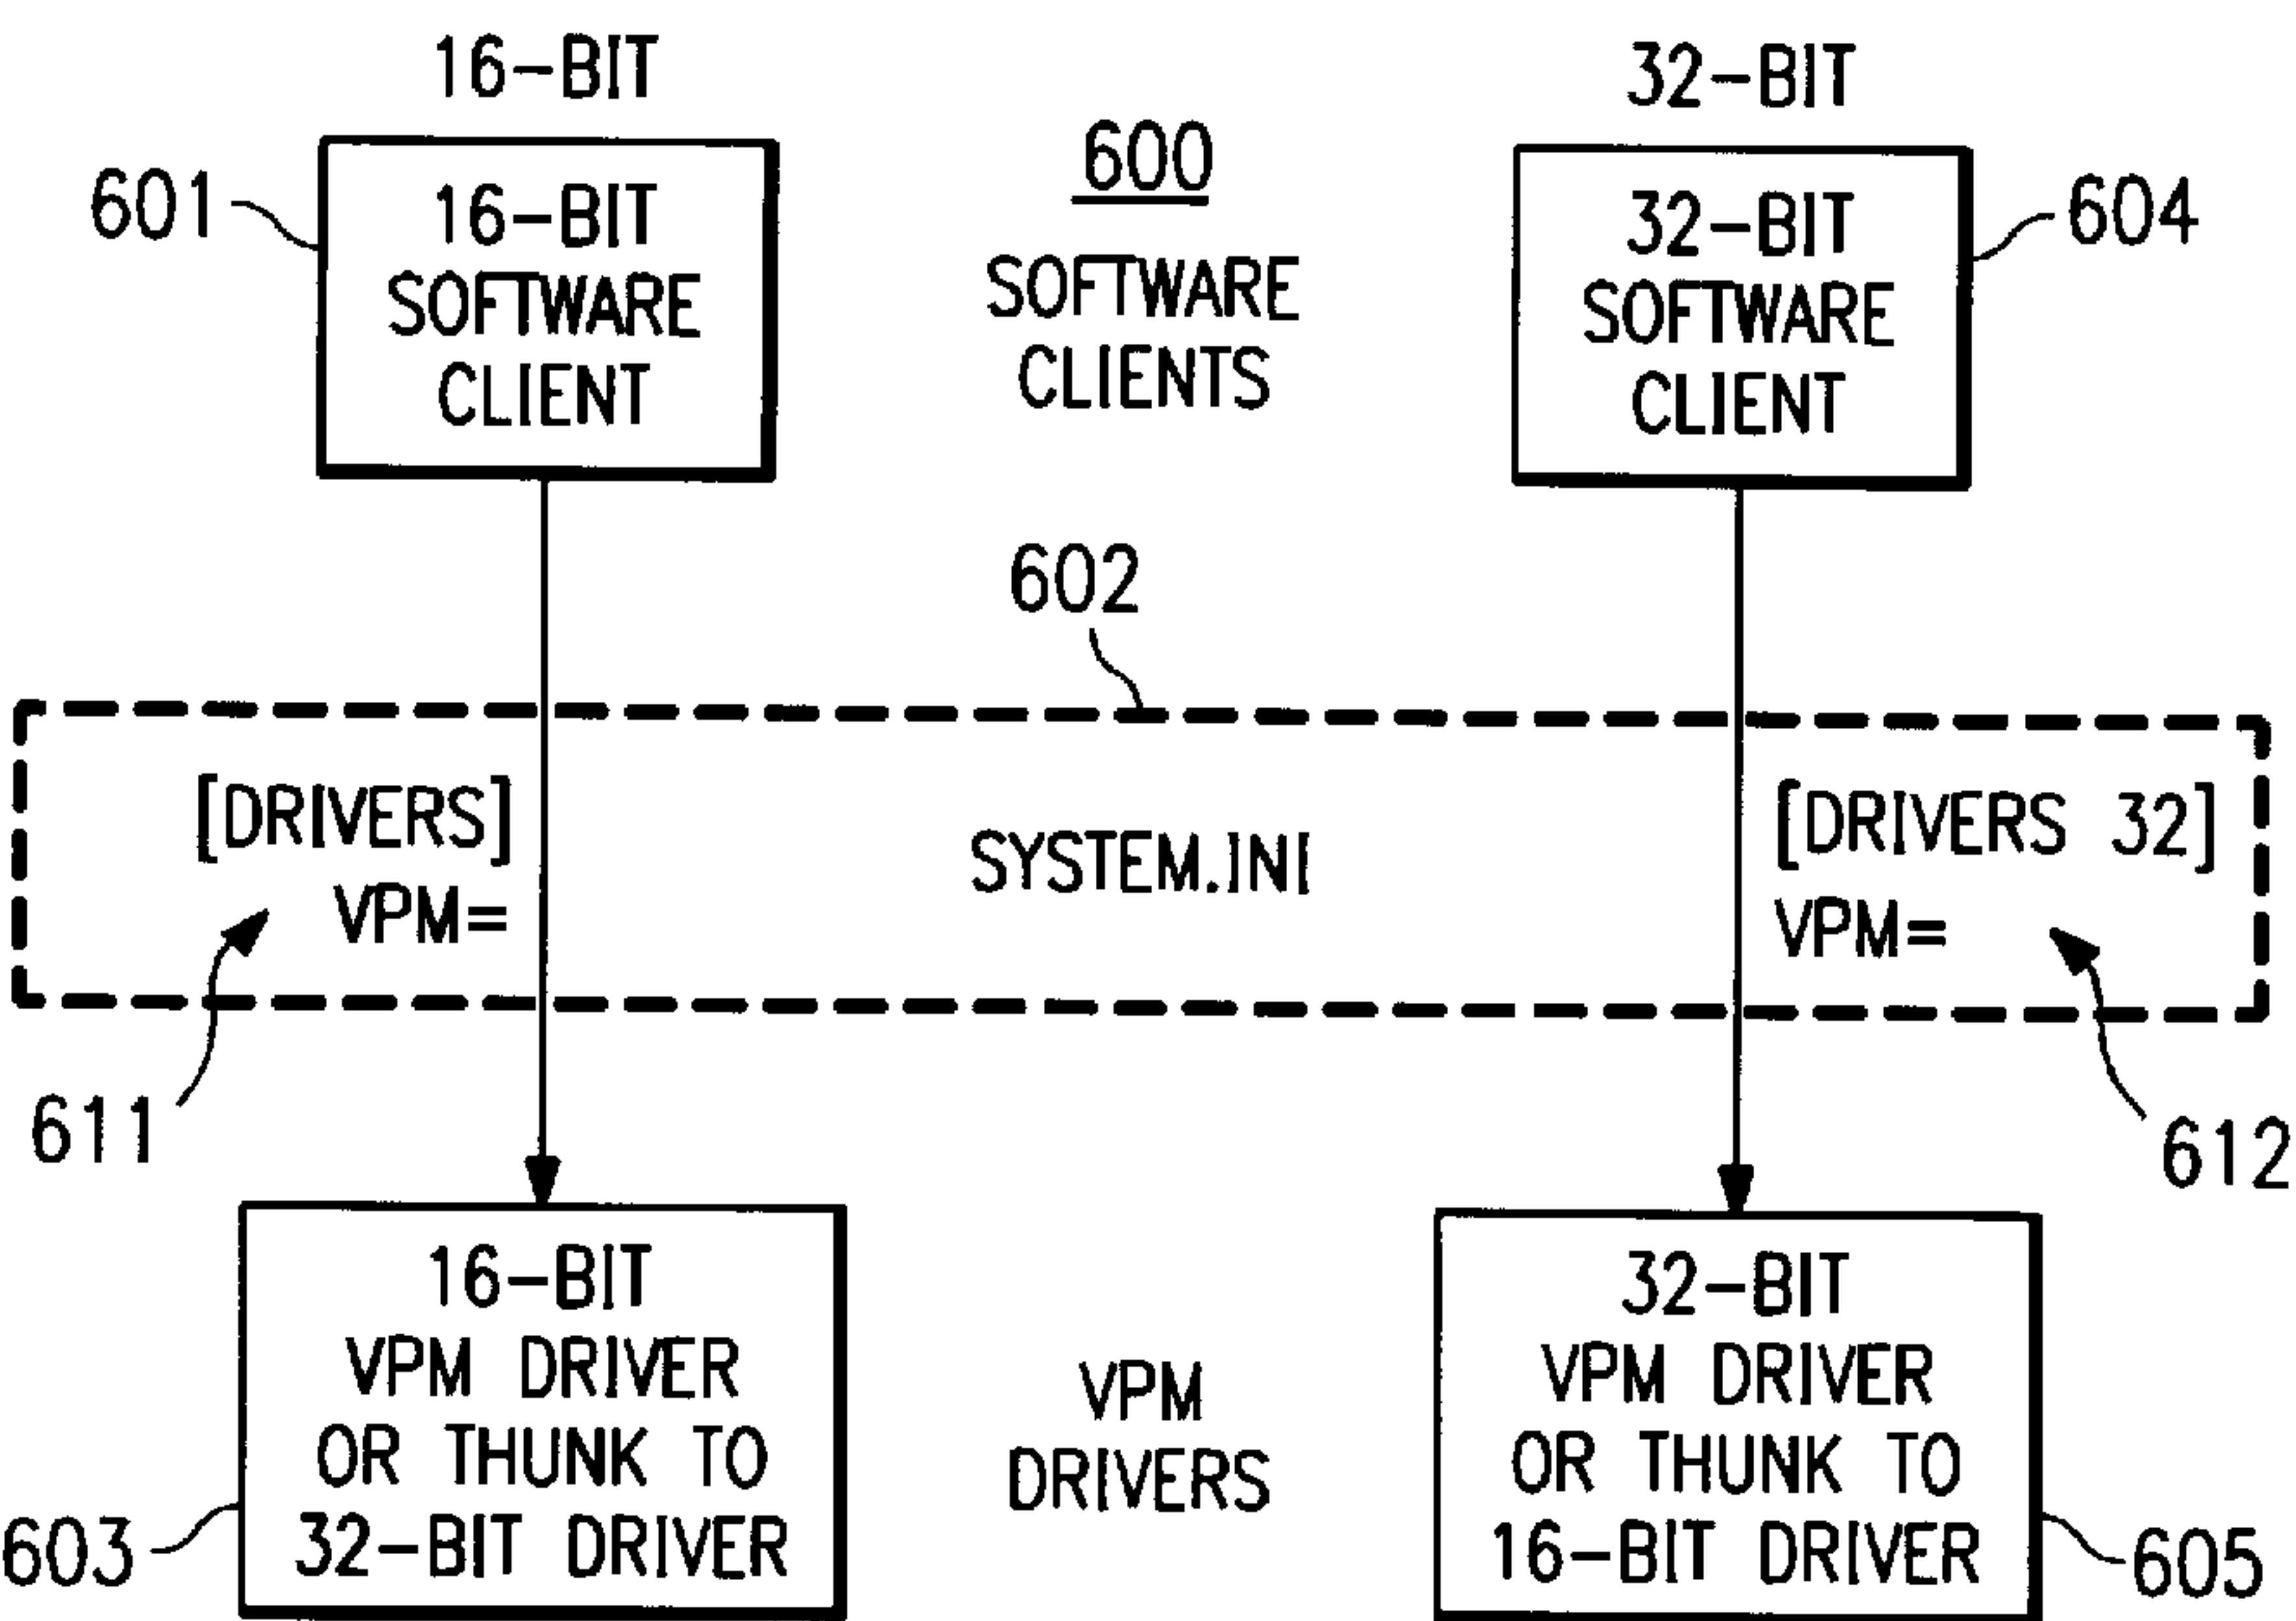 16-BIT
32-BIT
600
601
16-BIT
SOFTWARE
CLIENT
SOFTWARE
CLIENTS
32-BIT
SOFTWARE
CLIENT
604
602
[DRIVERS]
VPM=
SYSTEM.INI
[DRIVERS 32]
VPM=
611
612
16-BIT
VPM DRIVER
OR THUNK TO
32-BIT DRIVER
603
VPM
DRIVERS
32-BIT
VPM DRIVER
OR THUNK TO
16-BIT DRIVER
605